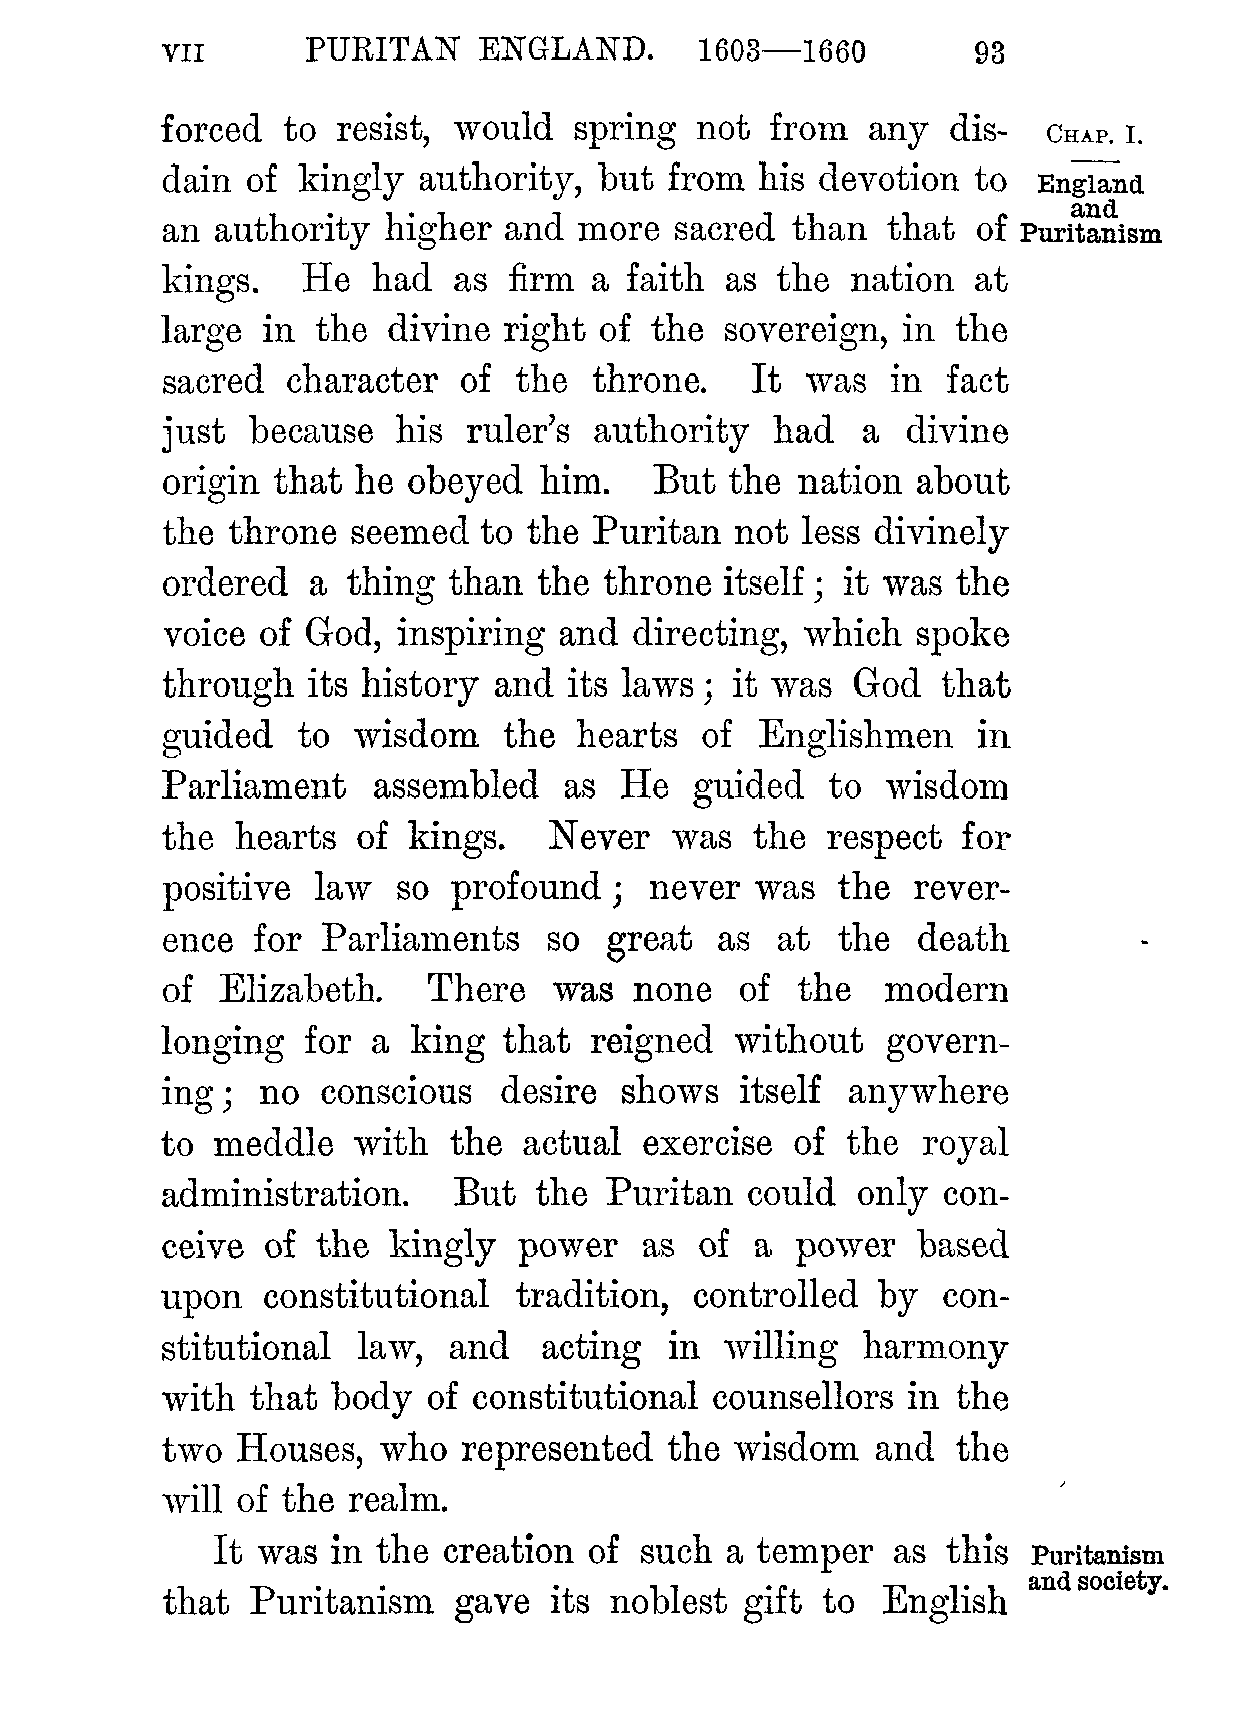 VII PURITAN ENGLAND. 1603—1660 93
forced to resist, would spring not from any dis-
CHAP. I.
dain of kingly authority, but from his devotion to
England
and
an authority higher and more sacred than that of
Puritanism
kings. He had as firm a faith as the nation at
large in the divine right of the sovereign, in the
sacred character of the throne. It was in fact
just because his ruler's authority had a divine
origin that he obeyed him. But the nation about
the throne seemed to the Puritan not less divinely
ordered a thing than the throne itself ; it was the
voice of God, inspiring and directing, which spoke
through its history and its laws ; it was God that
guided to wisdom the hearts of Englishmen in
Parliament assembled as He guided to wisdom
the hearts of kings. Never was the respect for
positive law so profound ; never was the rever-
ence for Parliaments so great as at the death
of Elizabeth. There was none of the modern
longing for a king that reigned without govern-
ing ; no conscious desire shows itself anywhere
to meddle with the actual exercise of the royal
administration. But the Puritan could only con-
ceive of the kingly power as of a power based
upon constitutional tradition, controlled by con-
stitutional law, and acting in willing harmony
with that body of constitutional counsellors in the
two Houses, who represented the wisdom and the
will of the realm.
It was in the creation of such a temper as this
Puritanism
and society.
that Puritanism gave its noblest gift to English